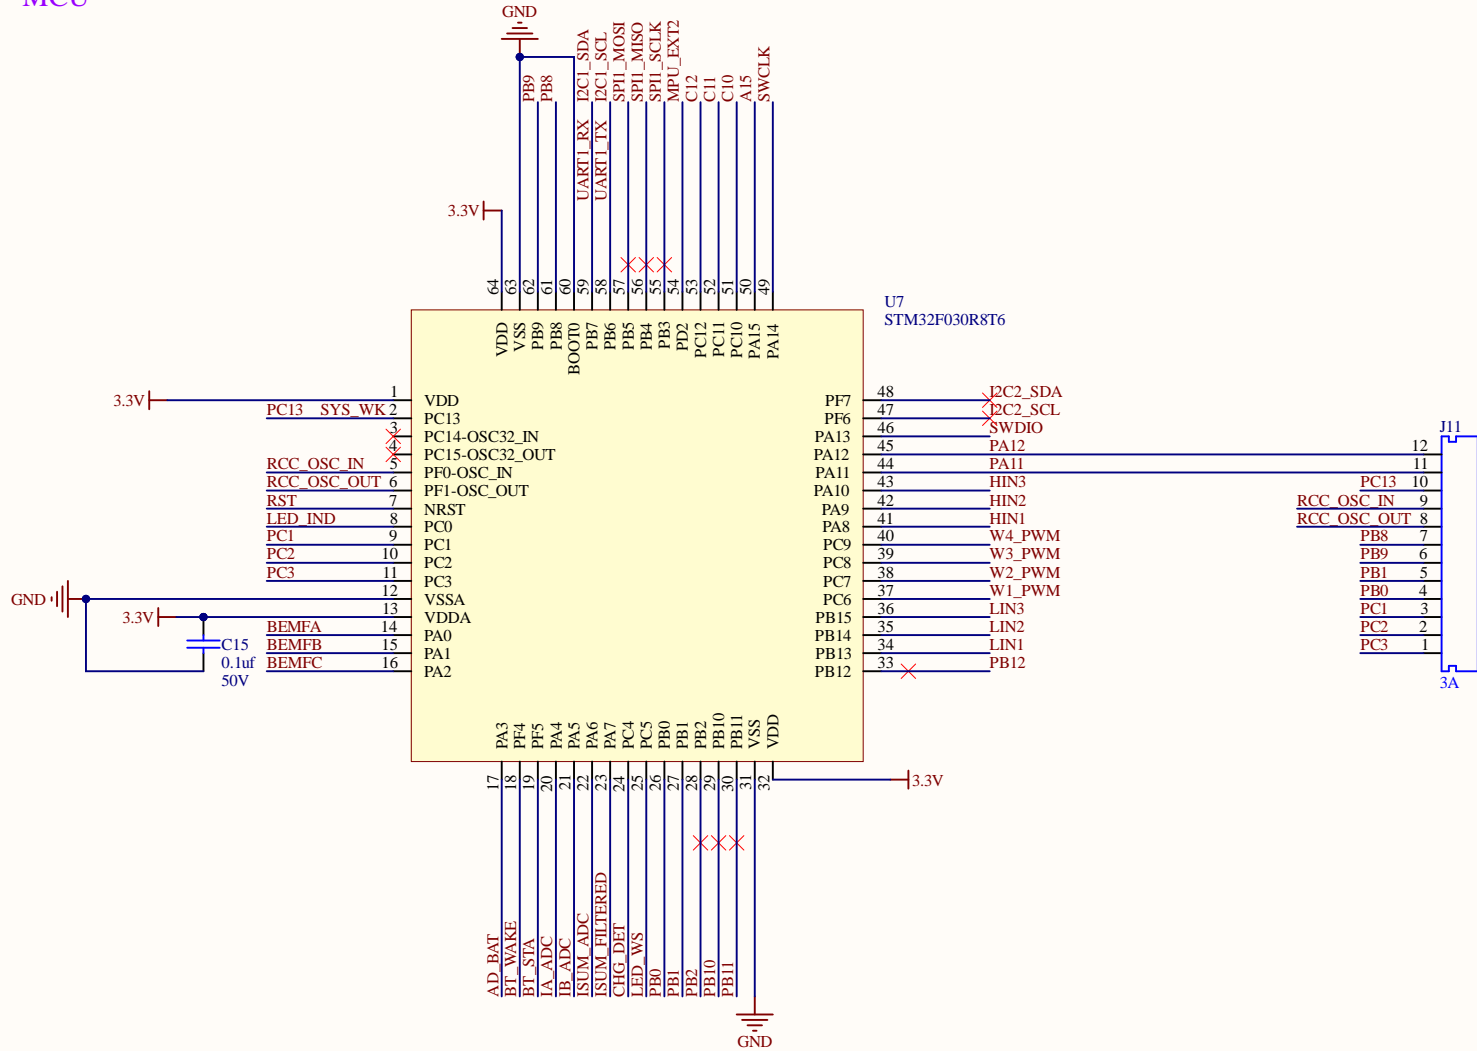 MCU
GND
PB9
PB8
I2C1_SDA
I2C1_SCL
SPI1_MOSI
SPI1_MISO
SPI1_SCLK
MPU_EXT2
C12
C11
C10
A15
SWCLK
UART1_RX
UART1_TX
3.3V
64
63
62
61
60
59
58
57
56
55
54
53
52
51
50
49
U7
STM32F030R8T6
VDD
VSS
PB9
PB8
BOOT0
PB7
PB6
PB5
PB4
PB3
PD2
PC12
PC11
PC10
PA15
PA14
3.3V 1 VDD
PC13 SYS_WK 2 PC13
3 PC14-OSC32_IN
4 PC15-OSC32_OUT
RCC_OSC_IN 5 PF0-OSC_IN
RCC_OSC_OUT 6 PF1-OSC_OUT
RST 7 NRST
LED_IND 8 PC0
PC1 9 PC1
PC2 10 PC2
PC3 11 PC3
GND 12 VSSA
3.3V 13 VDDA
BEMFA 14 PA0
BEMFB 15 PA1
BEMFC 16 PA2
C15
0.1uf
50V
PF7 48 I2C2_SDA
PF6 47 I2C2_SCL
PA13 46 SWDIO
PA12 45 PA12
PA11 44 PA11
PA10 43 HIN3
PA9 42 HIN2
PA8 41 HIN1
PC9 40 W4_PWM
PC8 39 W3_PWM
PC7 38 W2_PWM
PC6 37 W1_PWM
PB15 36 LIN3
PB14 35 LIN2
PB13 34 LIN1
PB12 33 PB12
J11
12
11
PC13 10
RCC_OSC_IN 9
RCC_OSC_OUT 8
PB8 7
PB9 6
PB1 5
PB0 4
PC1 3
PC2 2
PC3 1
3A
PA3
PF4
PF5
PA4
PA5
PA6
PA7
PC4
PC5
PB0
PB1
PB2
PB10
PB11
VSS
VDD
17
18
19
20
21
22
23
24
25
26
27
28
29
30
31
32
3.3V
AD_BAT
BT_WAKE
BT_STA
IA_ADC
IB_ADC
ISUM_ADC
ISUM_FILTERED
CHG_DET
LED_WS
PB0
PB1
PB2
PB10
PB11
GND